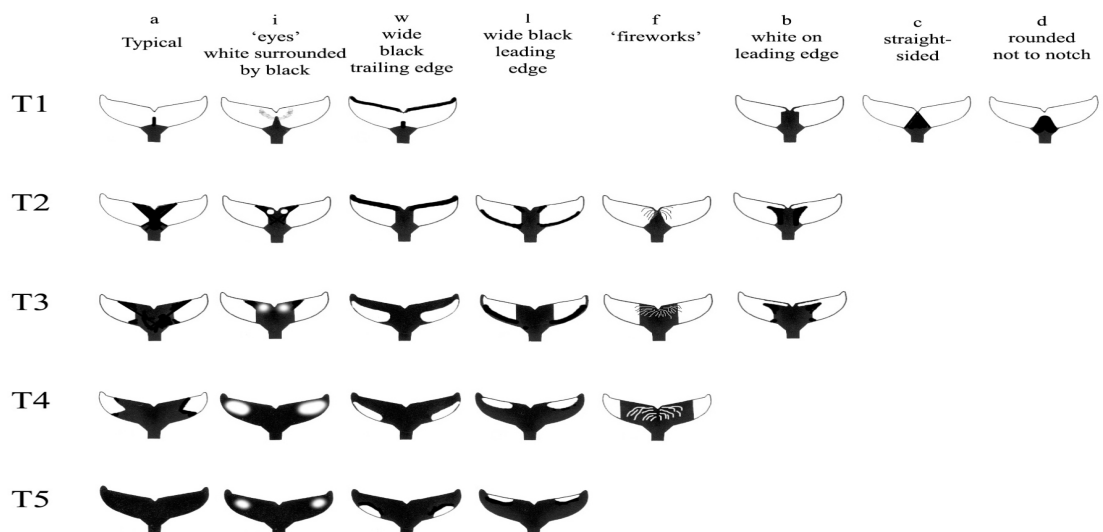 a
Typical
i
'eyes'
white surrounded
by black
w
wide
black
trailing edge
l
wide black
leading
edge
f
'fireworks'
b
white on
leading edge
c
straight-
sided
d
rounded
not to notch
T1
T2
T3
T4
T5